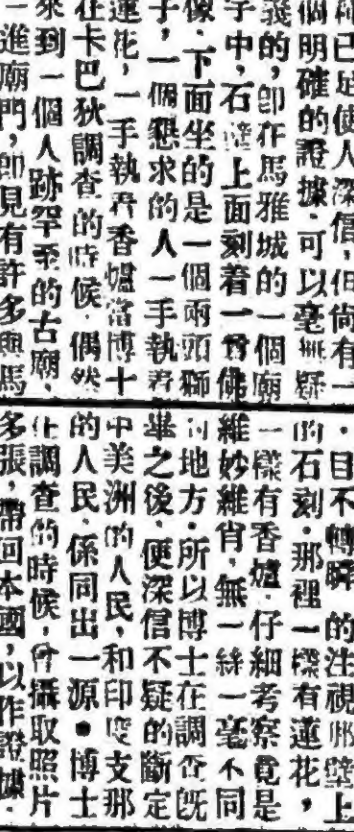 已足使人深信,但尚有一
個明確的證據.可以毫無疑
義的,卽在馬雅城的一個廟
子中,石壁上面刻着一尊佛
像.下面坐的是一個兩頭獅
子,一個懇求的人一手執着
蓮花,一手執着香爐當博士
在卡巴狄調查的時候.偶然
來到一個人跡罕至的古廟、
一進廟門,卽見有許多與馬
.目不轉瞬的注視那壁上
的石刻.那裡一樣有蓮花,
一樣有香爐.仔細考察竟是
維妙維肖.無一絲一毫不同
的地方.所以博士在調查旣
畢之後.便深信不疑的斷定
中美洲的人民,和印度支那
的人民.係同出一源●博士
在調查的時候,曾攝取照片
多張,帶回本國,以作證據.